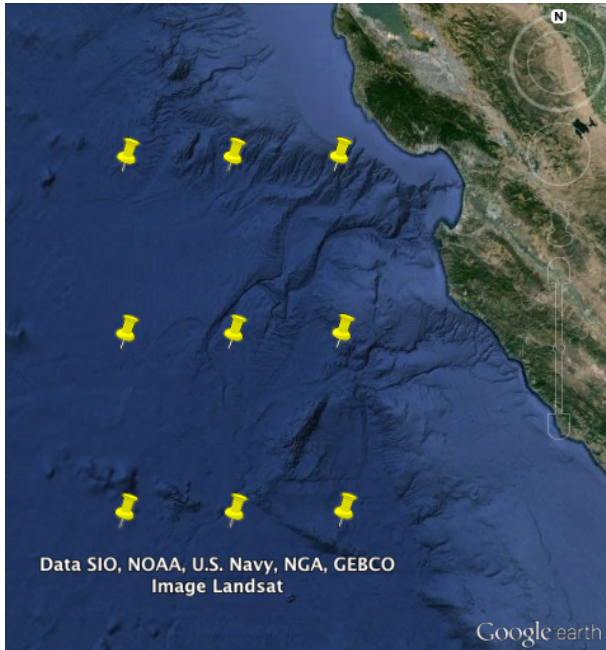 N
Data SIO, NOAA, U.S. Navy, NGA, GEBCO
Image Landsat
Google earth